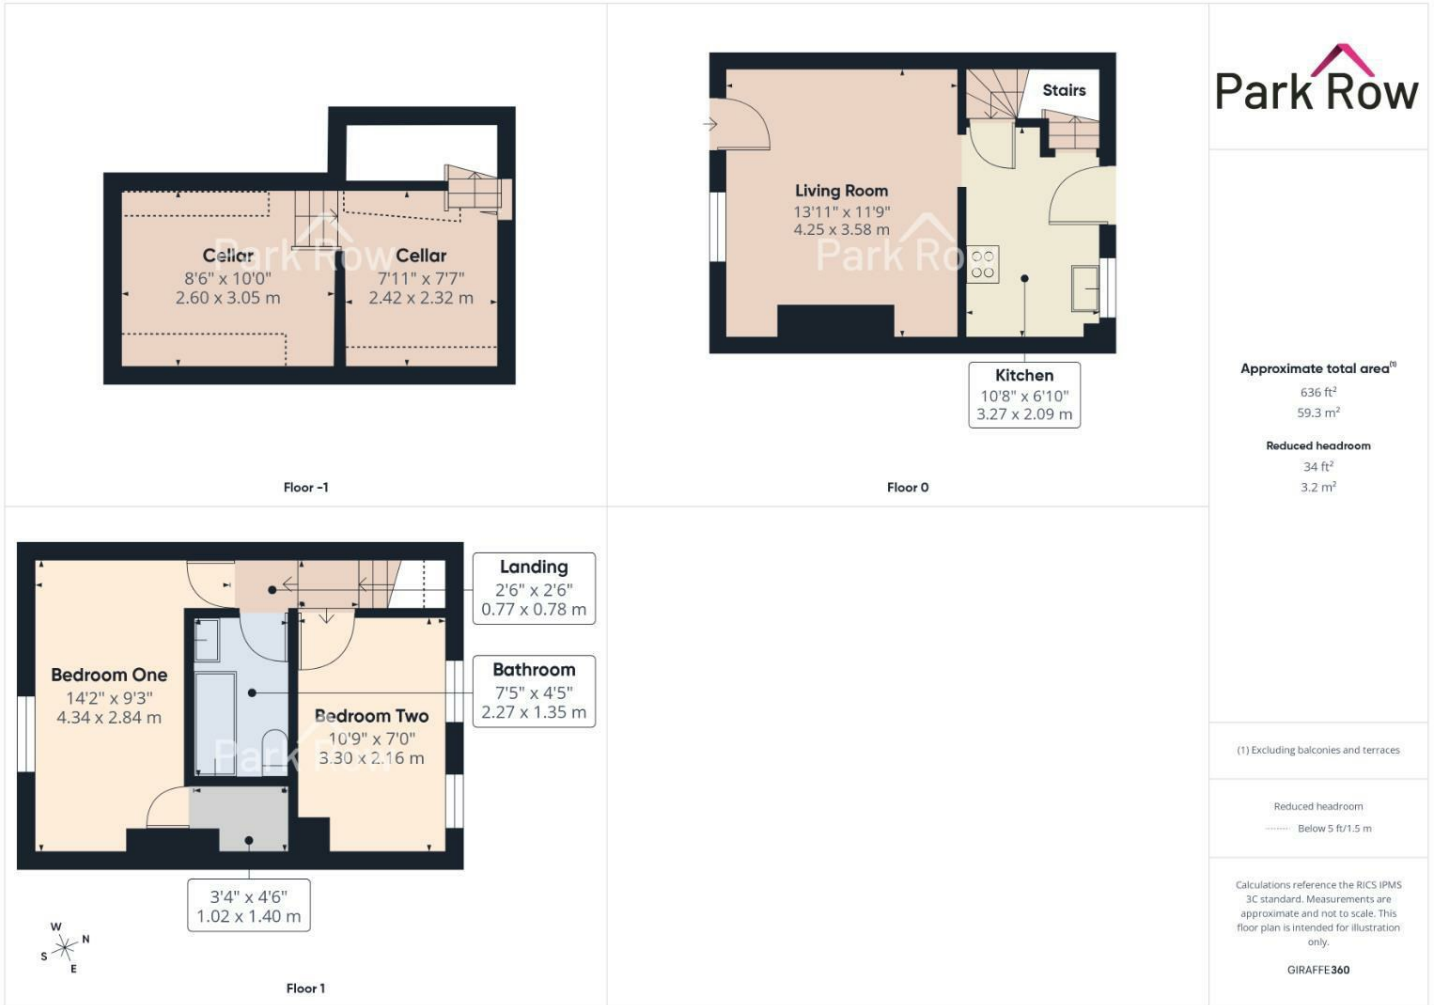 Cellar
8'6" x 10'0"
2.60 x 3.05 m
Cellar
7'11" x 7'7"
2.42 x 2.32 m
Park Row
Floor -1
Stairs
Living Room
13'11" x 11'9"
4.25 x 3.58 m
Park Row
Kitchen
10'8" x 6'10"
3.27 x 2.09 m
Floor 0
Park Row
Approximate total area(1)
636 ft²
59.3 m²
Reduced headroom
34 ft²
3.2 m²
Landing
2'6" x 2'6"
0.77 x 0.78 m
Bathroom
7'5" x 4'5"
2.27 x 1.35 m
Bedroom One
14'2" x 9'3"
4.34 x 2.84 m
Bedroom Two
10'9" x 7'0"
3.30 x 2.16 m
Park Row
3'4" x 4'6"
1.02 x 1.40 m
W
N
S
E
Floor 1
(1) Excluding balconies and terraces
Reduced headroom
Below 5 ft/1.5 m
Calculations reference the RICS IPMS
3C standard. Measurements are
approximate and not to scale. This
floor plan is intended for illustration
only.
GIRAFFE360